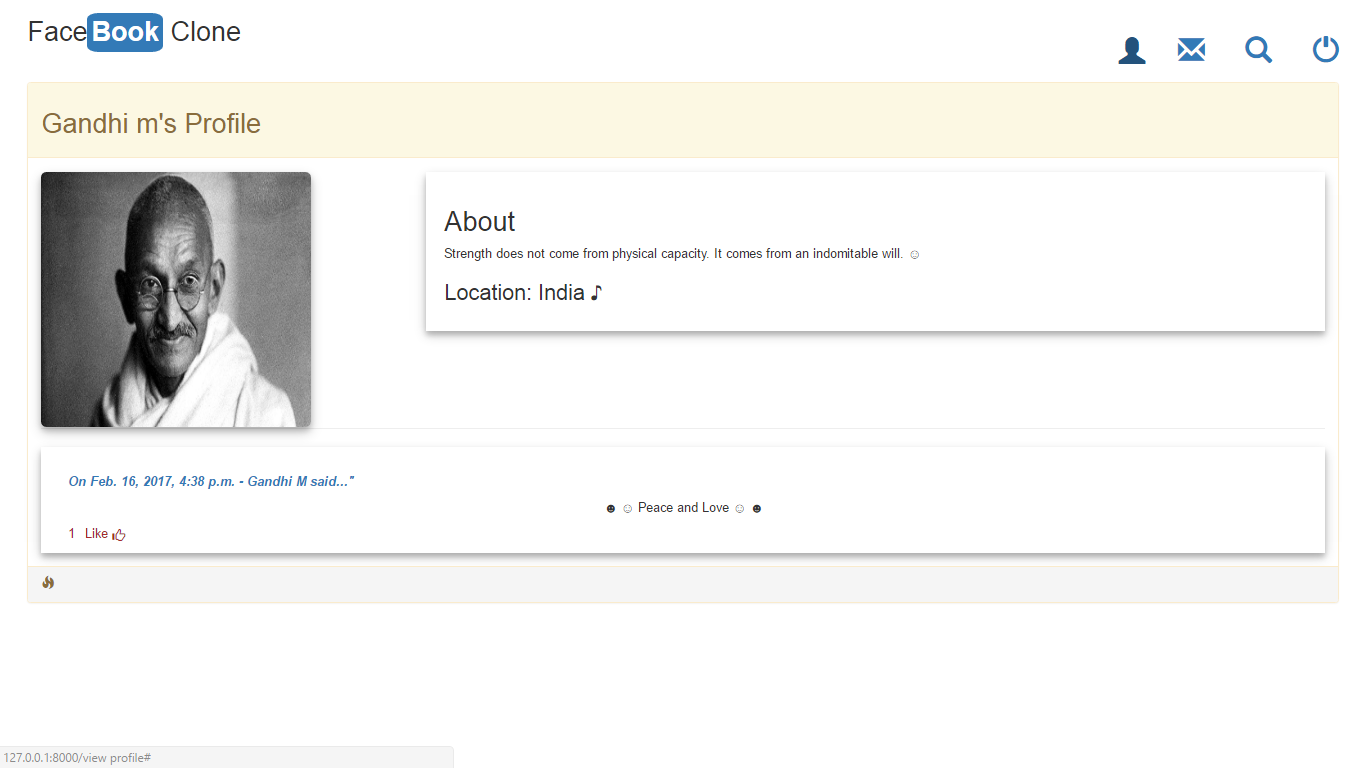 FaceBook Clone
Gandhi m's Profile
About
Strength does not come from physical capacity. It comes from an indomitable will. ☺
Location: India ♪
On Feb. 16, 2017, 4:38 p.m. - Gandhi M said..."
☻ ☺ Peace and Love ☺ ☻
1 Like
127.0.0.1:8000/view profile#